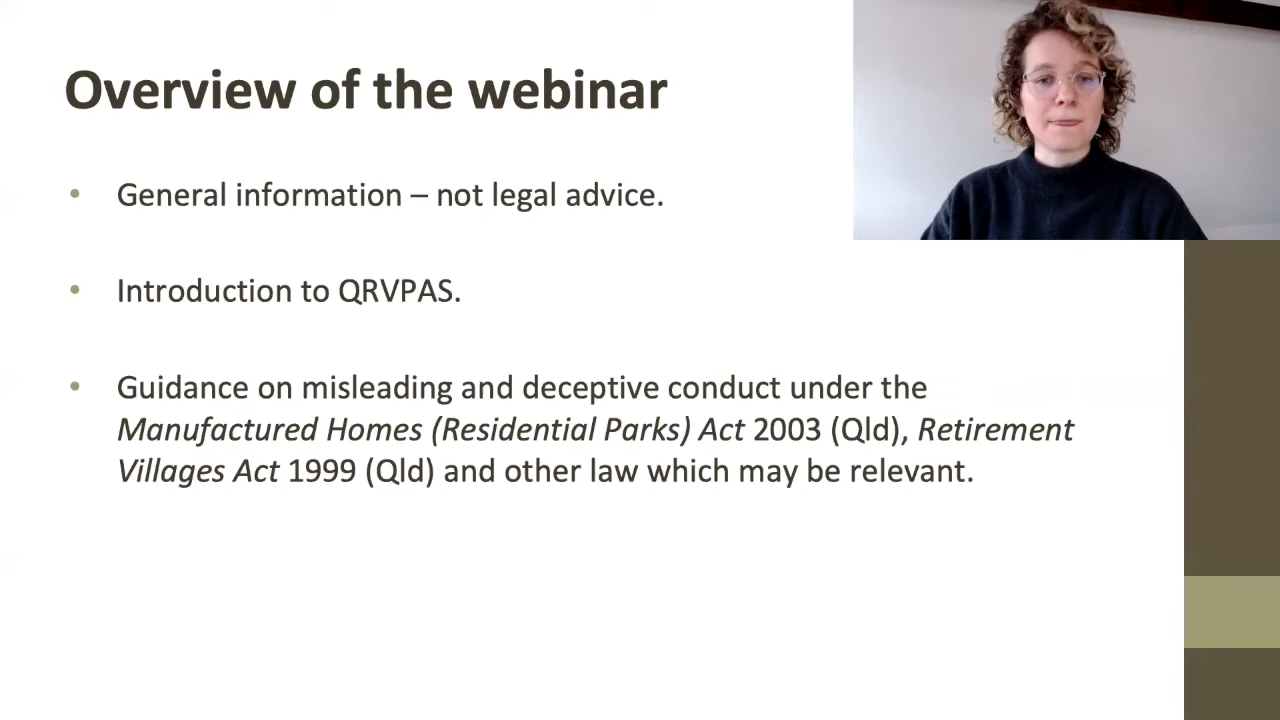 Overview of the webinar
• General information – not legal advice.
• Introduction to QRVPAS.
• Guidance on misleading and deceptive conduct under the
Manufactured Homes (Residential Parks) Act 2003 (Qld), Retirement
Villages Act 1999 (Qld) and other law which may be relevant.